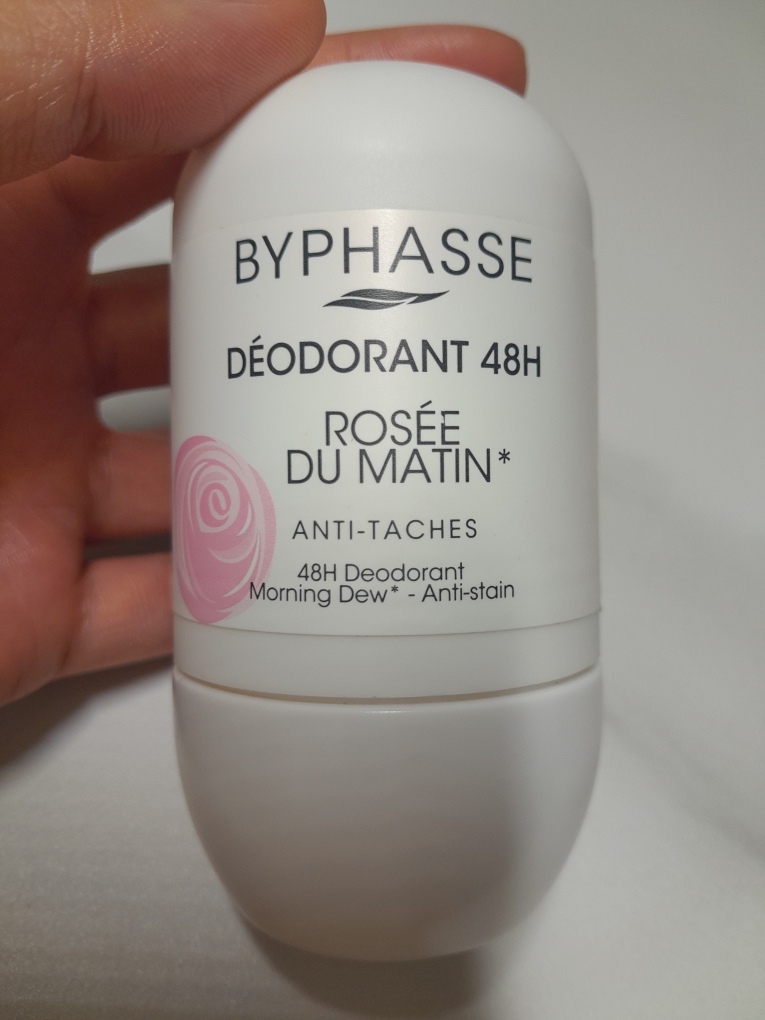 BYPHASSE
DÉODORANT 48H
ROSÉE
DU MATIN*
ANTI-TACHES
48H Deodorant
Morning Dew* - Anti-stain